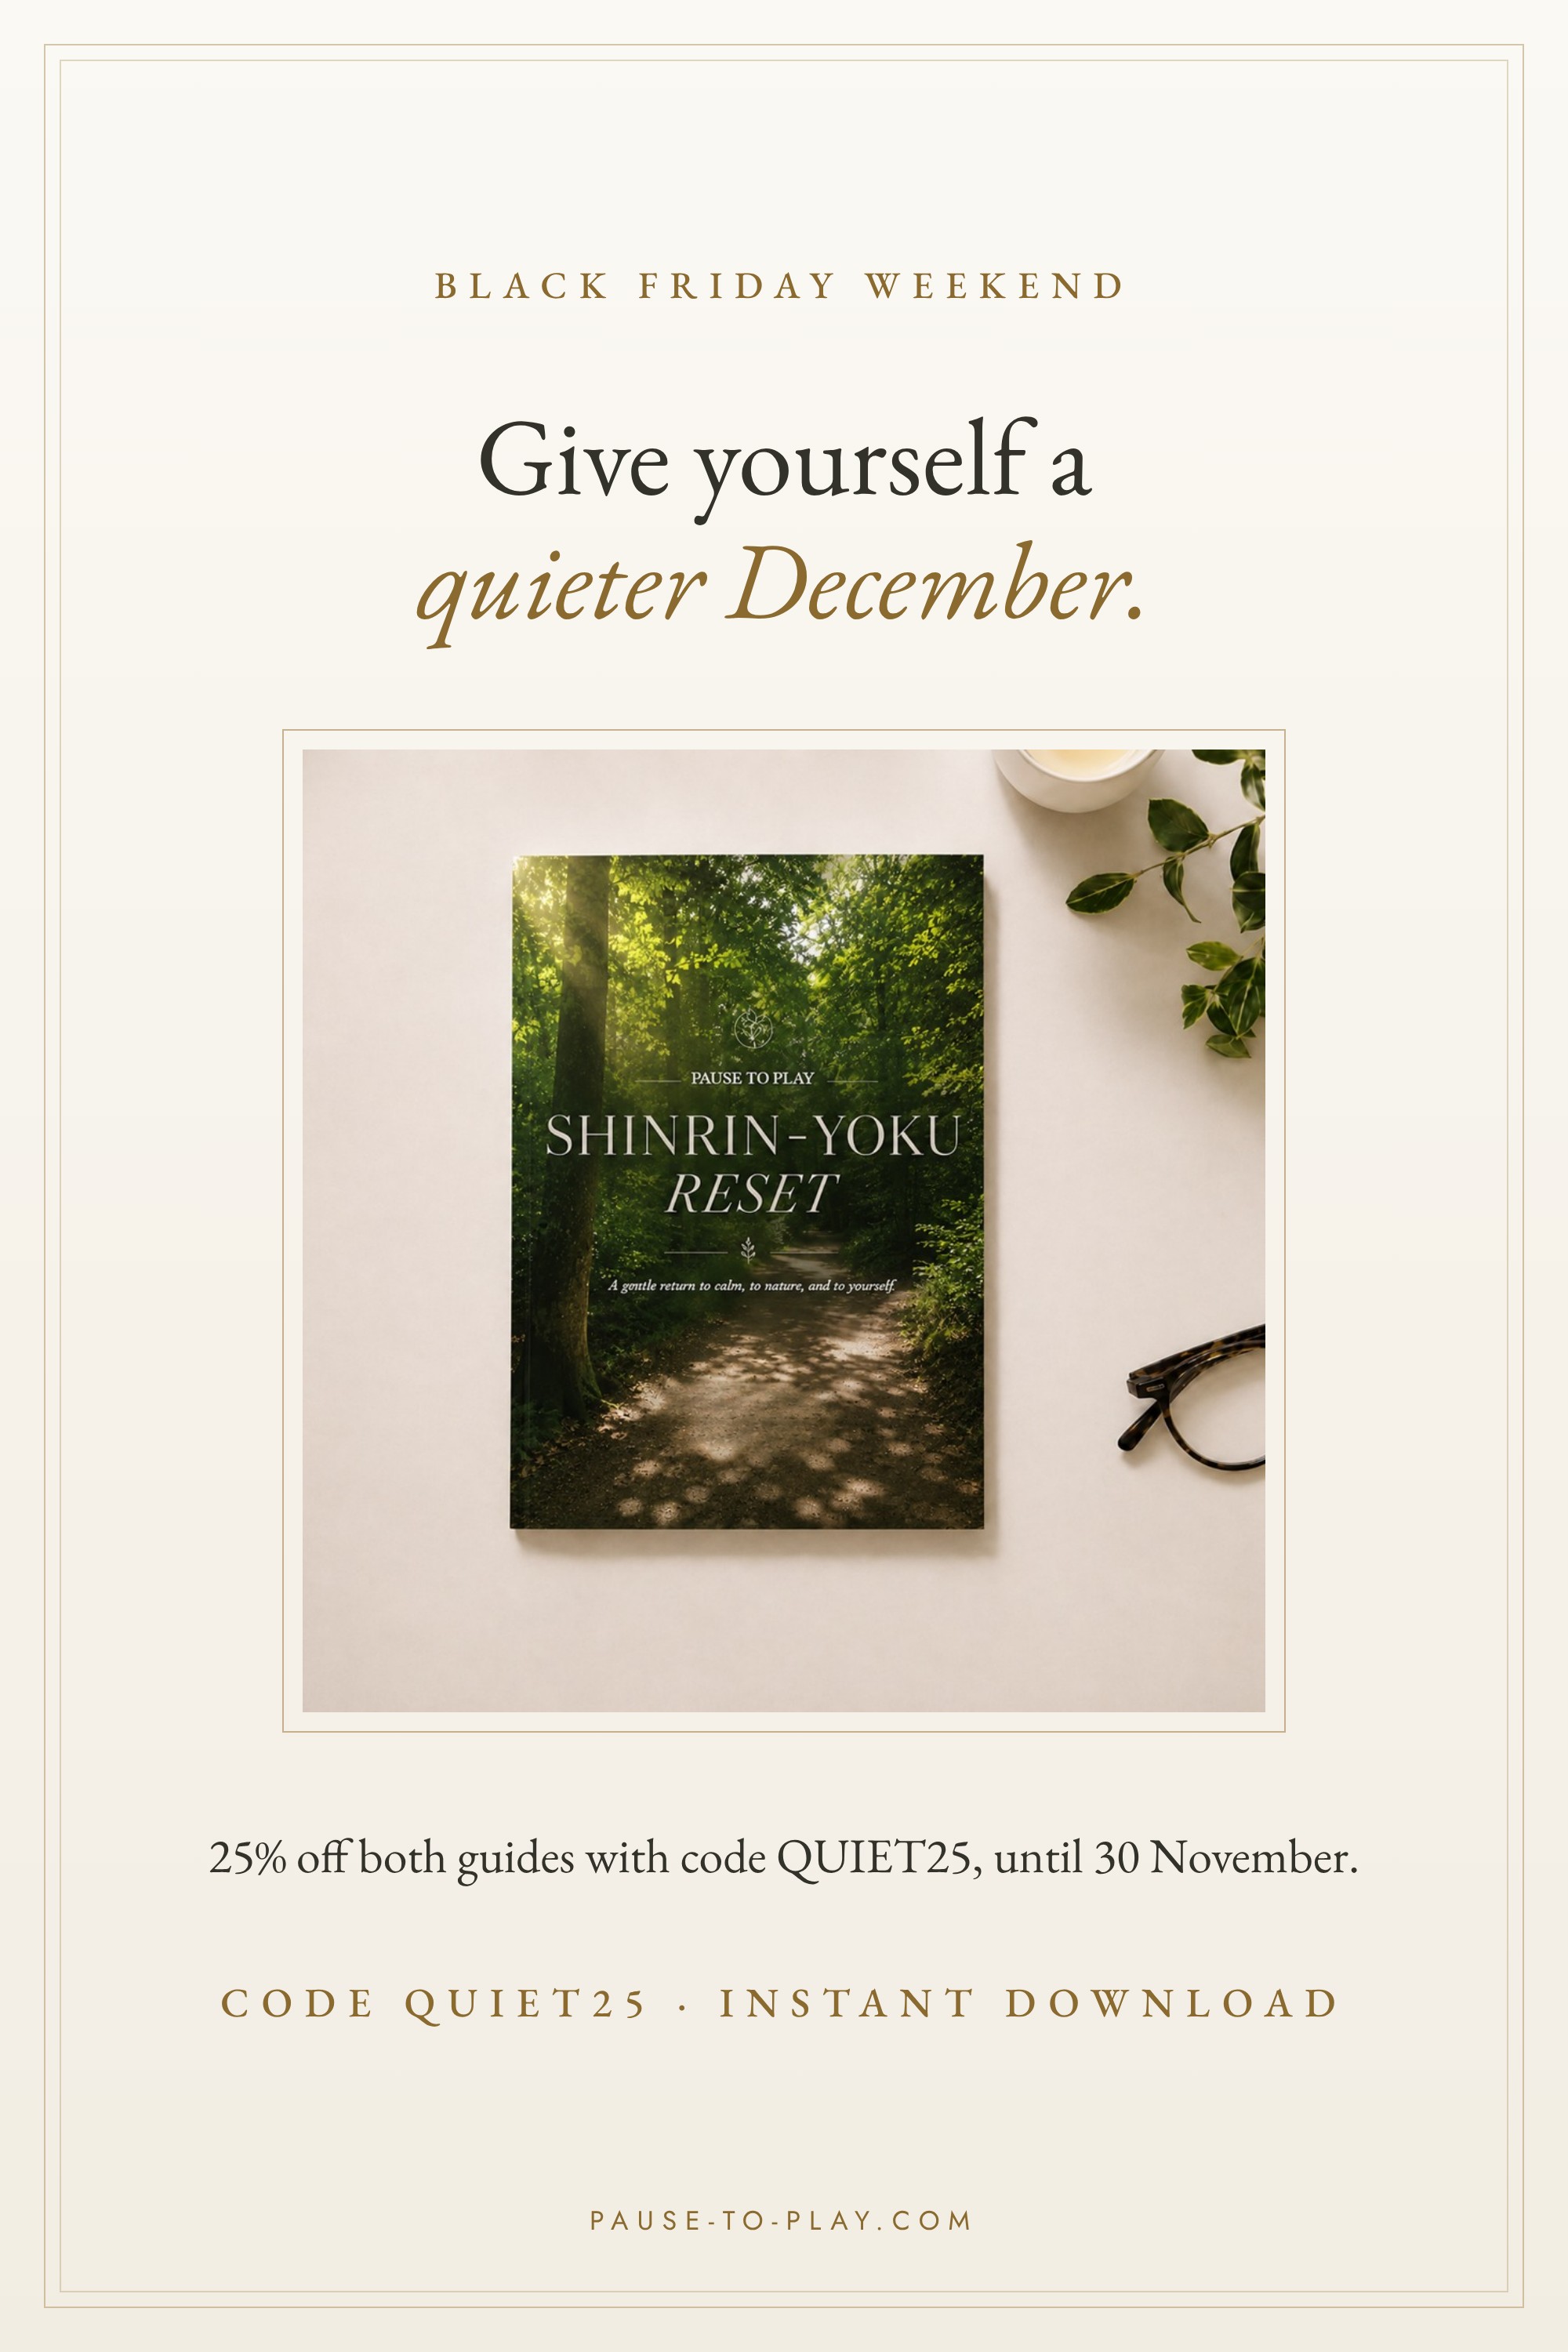 BLACK FRIDAY WEEKEND
Give yourself a
quieter December.
PAUSE TO PLAY
SHINRIN-YOKU
RESET
A gentle return to calm, to nature, and to yourself.
25% off both guides with code QUIET25, until 30 November.
CODE QUIET25 · INSTANT DOWNLOAD
PAUSE-TO-PLAY.COM